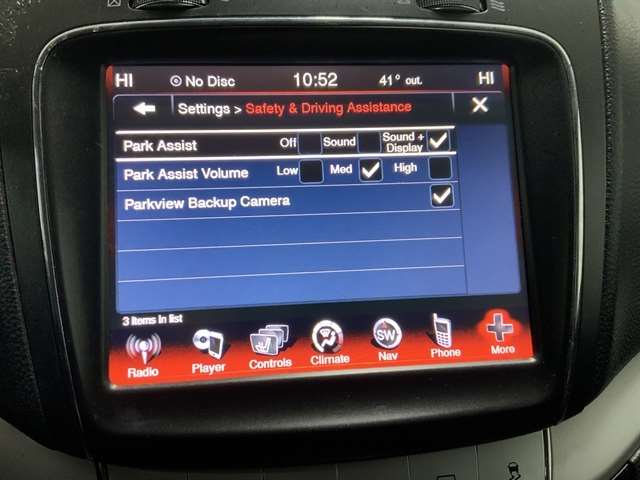 HI No Disc 10:52 41° out. HI
Settings > Safety & Driving Assistance
Park Assist Off Sound Sound + Display
Park Assist Volume Low Med High
Parkview Backup Camera
3 Items in list
Radio Player Controls Climate SW Nav Phone More